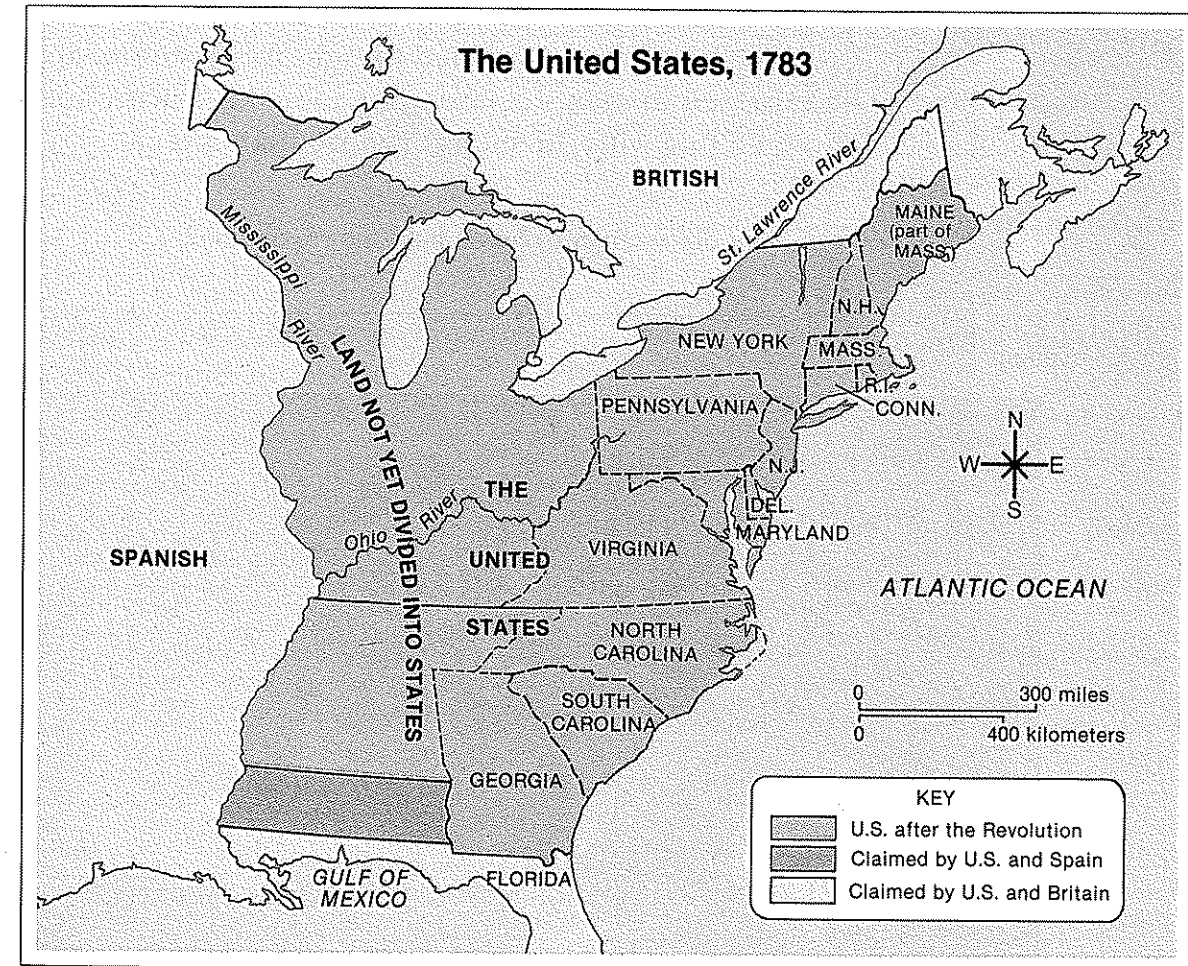 The United States, 1783
BRITISH
St. Lawrence River
MAINE
(part of
MASS.)
Mississippi
River
N.H.
NEW YORK
MASS.
R.I.
CONN.
PENNSYLVANIA
N.J.
LAND NOT YET DIVIDED INTO STATES
THE
UNITED
STATES
Ohio River
DEL.
MARYLAND
VIRGINIA
SPANISH
ATLANTIC OCEAN
NORTH
CAROLINA
SOUTH
CAROLINA
GEORGIA
GULF OF
MEXICO
FLORIDA
N
W E
S
0 300 miles
0 400 kilometers
KEY
U.S. after the Revolution
Claimed by U.S. and Spain
Claimed by U.S. and Britain